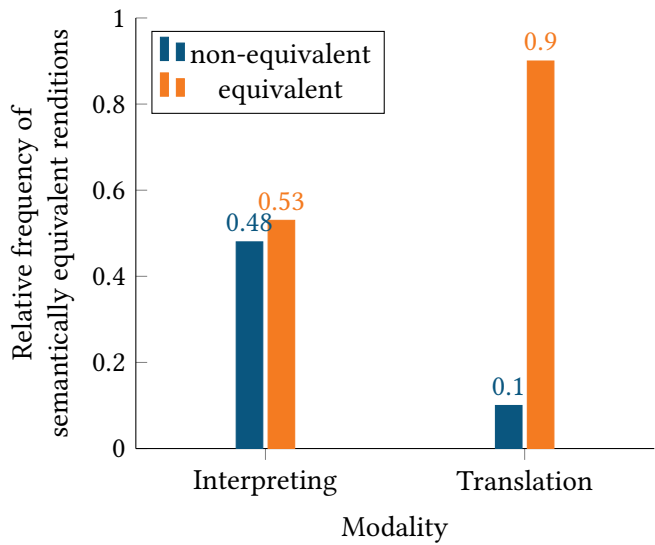 Relative frequency of
semantically equivalent renditions
1
0.8
0.6
0.4
0.2
0
non-equivalent
equivalent
0.48
0.53
0.1
0.9
Interpreting
Translation
Modality